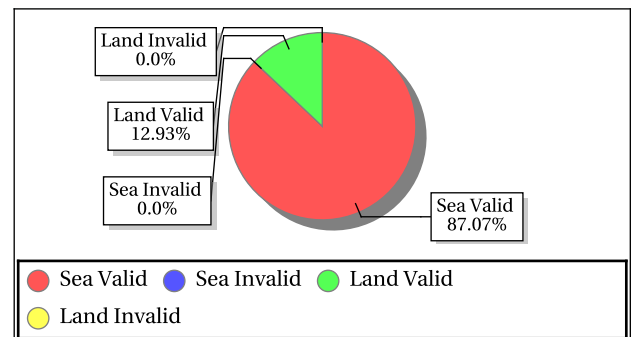 Land Invalid
0.0%
Land Valid
12.93%
Sea Invalid
0.0%
Sea Valid
87.07%
Sea Valid Sea Invalid Land Valid
Land Invalid